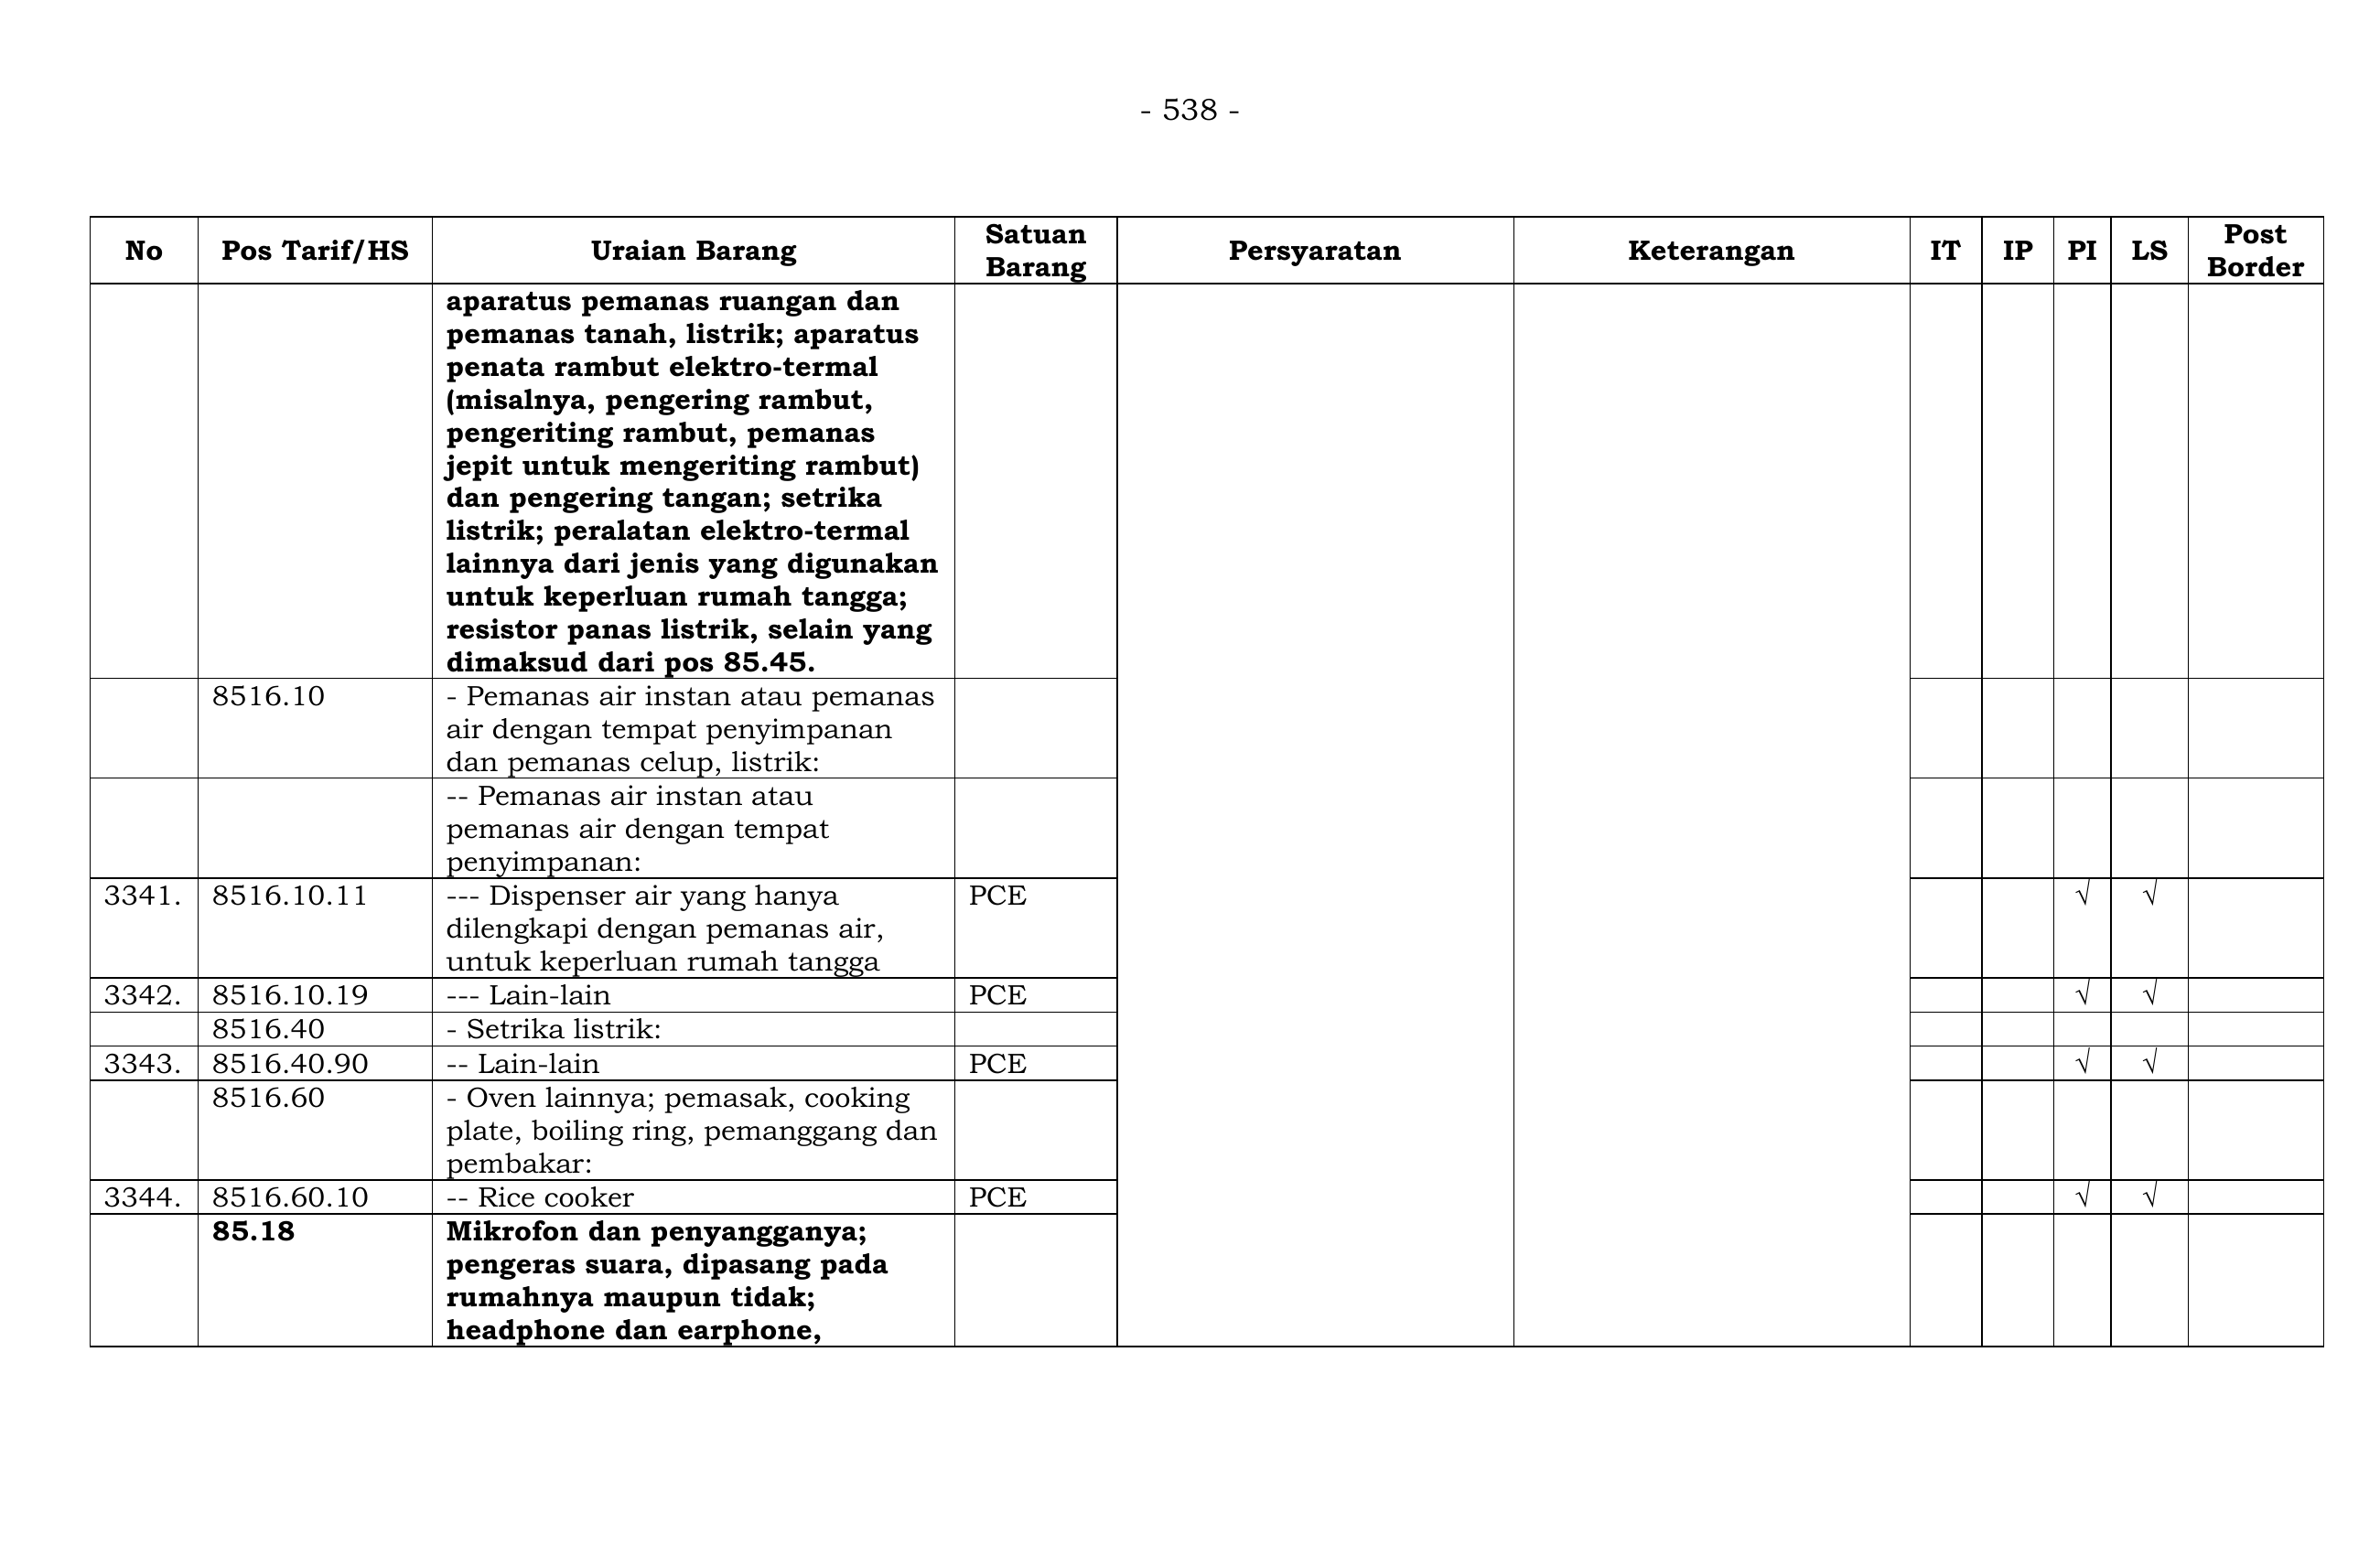 - 538 -
No Pos Tarif/HS Uraian Barang Satuan Barang Persyaratan Keterangan IT IP PI LS Post Border
aparatus pemanas ruangan dan
pemanas tanah, listrik; aparatus
penata rambut elektro-termal
(misalnya, pengering rambut,
pengeriting rambut, pemanas
jepit untuk mengeriting rambut)
dan pengering tangan; setrika
listrik; peralatan elektro-termal
lainnya dari jenis yang digunakan
untuk keperluan rumah tangga;
resistor panas listrik, selain yang
dimaksud dari pos 85.45.
8516.10 - Pemanas air instan atau pemanas
air dengan tempat penyimpanan
dan pemanas celup, listrik:
-- Pemanas air instan atau
pemanas air dengan tempat
penyimpanan:
3341. 8516.10.11 --- Dispenser air yang hanya PCE √ √
dilengkapi dengan pemanas air,
untuk keperluan rumah tangga
3342. 8516.10.19 --- Lain-lain PCE √ √
8516.40 - Setrika listrik:
3343. 8516.40.90 -- Lain-lain PCE √ √
8516.60 - Oven lainnya; pemasak, cooking
plate, boiling ring, pemanggang dan
pembakar:
3344. 8516.60.10 -- Rice cooker PCE √ √
85.18 Mikrofon dan penyangganya;
pengeras suara, dipasang pada
rumahnya maupun tidak;
headphone dan earphone,